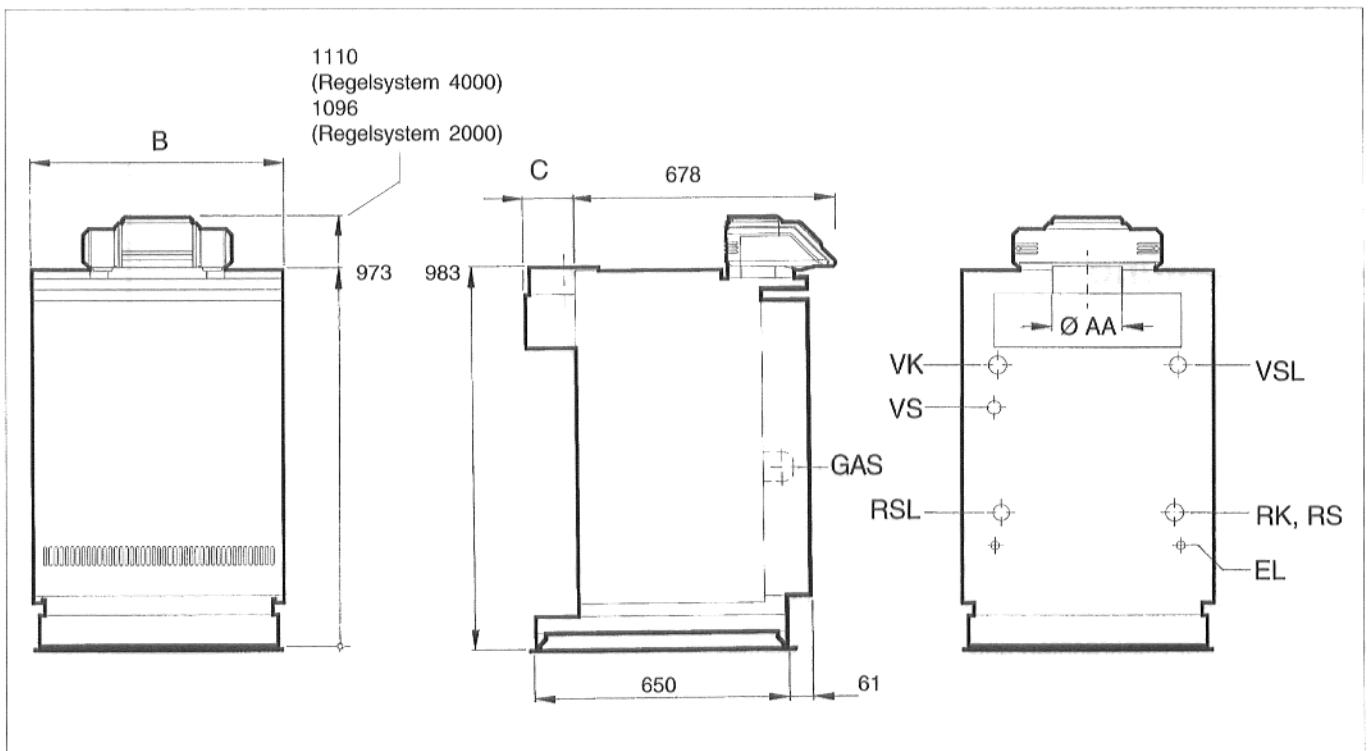 1110
(Regelsystem 4000)
1096
(Regelsystem 2000)
B
C
678
973
983
Ø AA
VK
VSL
VS
GAS
RSL
RK, RS
EL
650
61